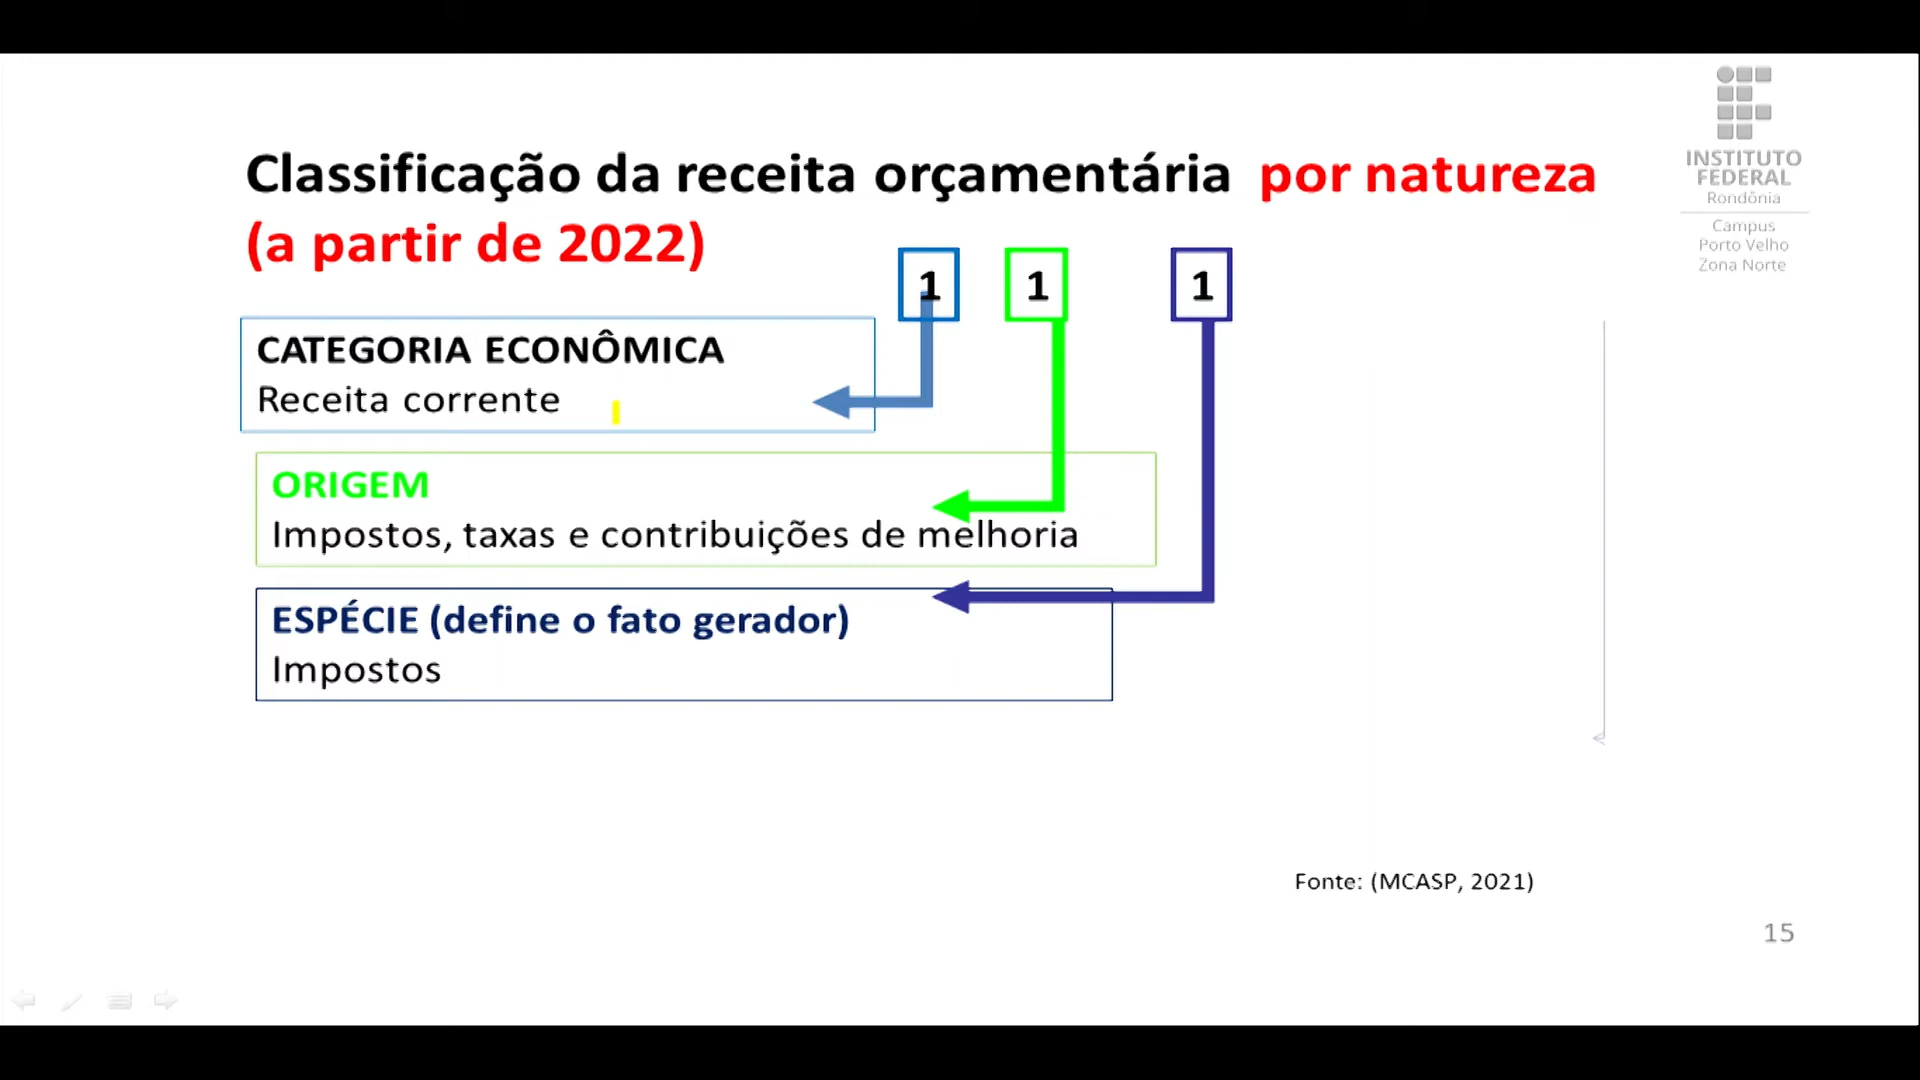 INSTITUTO
FEDERAL
Rondônia
Campus
Porto Velho
Zona Norte
Classificação da receita orçamentária por natureza
(a partir de 2022)
1 1 1
CATEGORIA ECONÔMICA
Receita corrente
ORIGEM
Impostos, taxas e contribuições de melhoria
ESPÉCIE (define o fato gerador)
Impostos
Fonte: (MCASP, 2021)
15